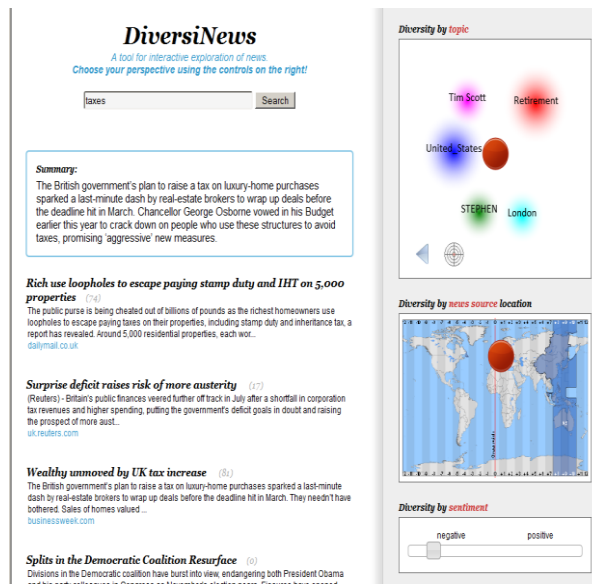 DiversiNews
A tool for interactive exploration of news.
Choose your perspective using the controls on the right!
taxes
Search
Summary:
The British government's plan to raise a tax on luxury-home purchases
sparked a last-minute dash by real-estate brokers to wrap up deals before
the deadline hit in March. Chancellor George Osborne vowed in his Budget
earlier this year to crack down on people who use these structures to avoid
taxes, promising 'aggressive' new measures.
Rich use loopholes to escape paying stamp duty and IHT on 5,000
properties (74)
The public purse is being cheated out of billions of pounds as the richest homeowners use
loopholes to escape paying taxes on their properties, including stamp duty and inheritance tax, a
report has revealed. Around 5,000 residential properties, each wor...
dailymail.co.uk
Surprise deficit raises risk of more austerity (17)
(Reuters) - Britain's public finances veered further off track in July after a shortfall in corporation
tax revenues and higher spending, putting the government's deficit goals in doubt and raising
the prospect of more aust...
uk.reuters.com
Wealthy unmoved by UK tax increase (81)
The British government's plan to raise a tax on luxury-home purchases sparked a last-minute
dash by real-estate brokers to wrap up deals before the deadline hit in March. They needn't have
bothered. Sales of homes valued ...
businessweek.com
Splits in the Democratic Coalition Resurface (0)
Divisions in the Democratic coalition have burst into view, endangering both President Obama
Diversity by topic
Tim Scott
Retirement
United_States
STEPHEN
London
Diversity by news source location
Diversity by sentiment
negative positive